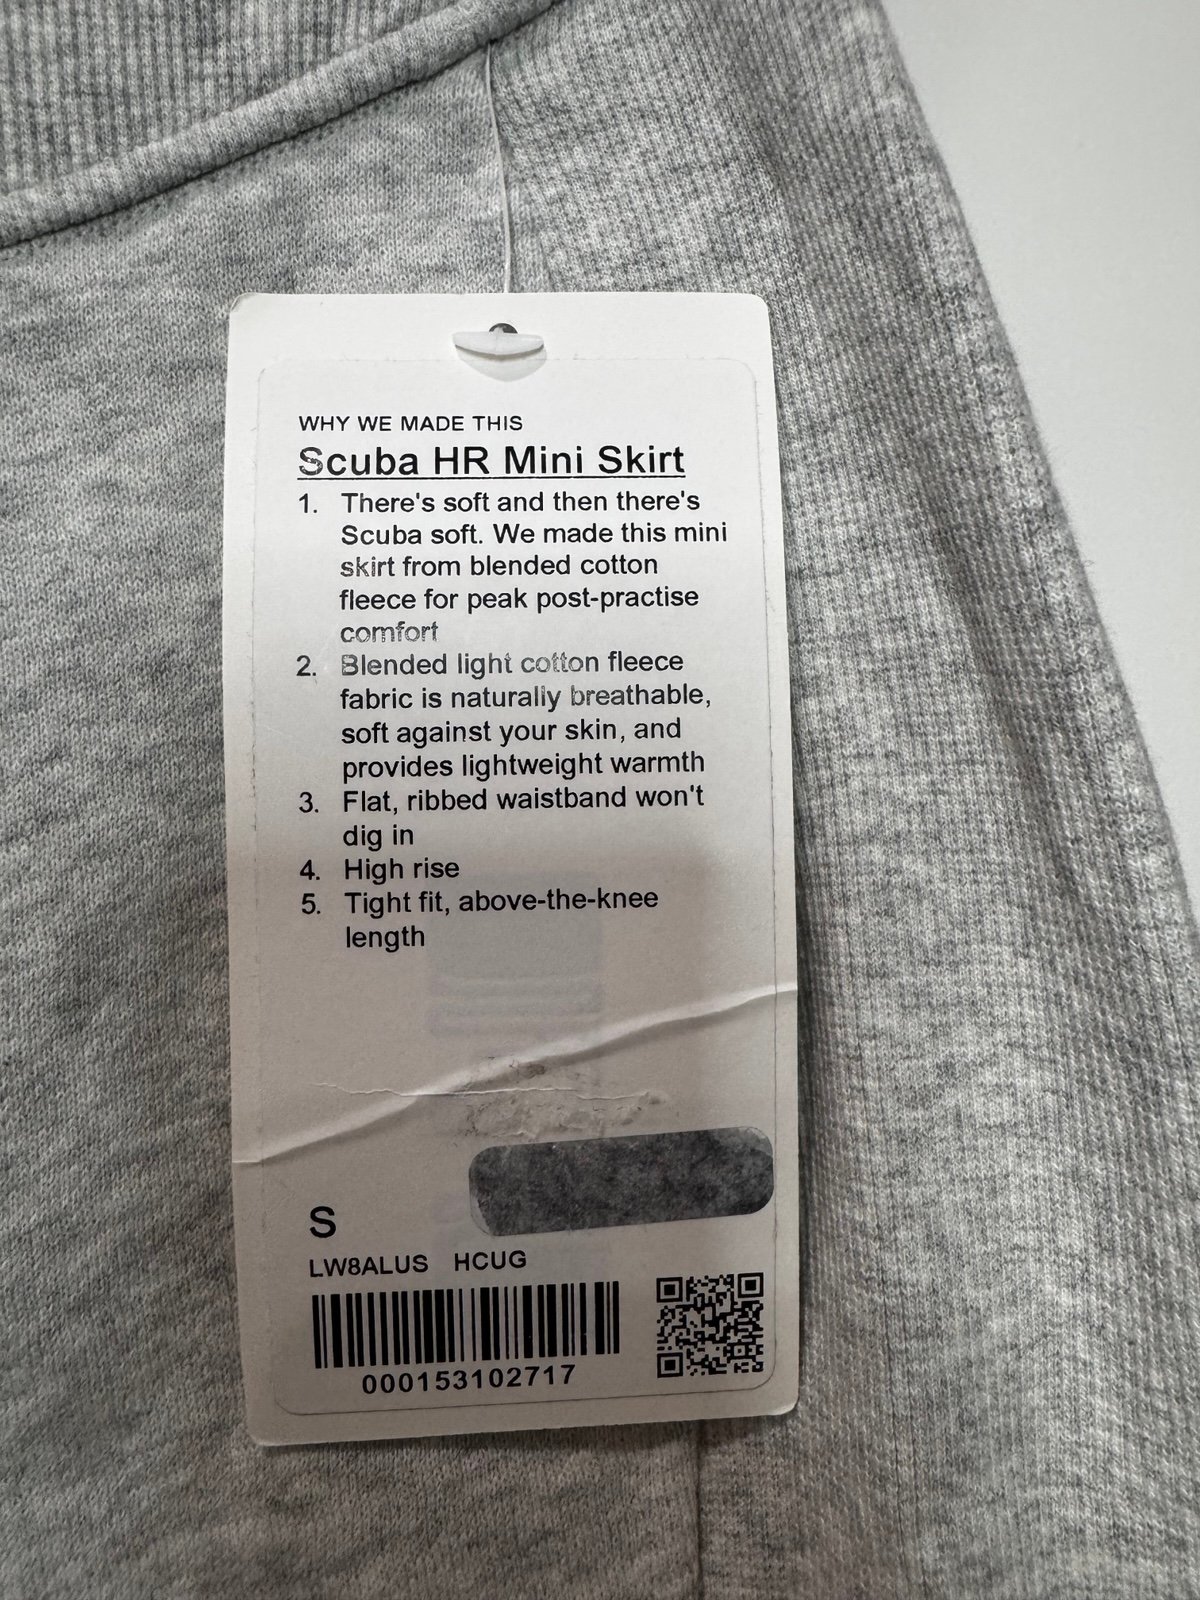 WHY WE MADE THIS
Scuba HR Mini Skirt
1. There's soft and then there's
Scuba soft. We made this mini
skirt from blended cotton
fleece for peak post-practise
comfort
2. Blended light cotton fleece
fabric is naturally breathable,
soft against your skin, and
provides lightweight warmth
3. Flat, ribbed waistband won't
dig in
4. High rise
5. Tight fit, above-the-knee
length
S
LW8ALUS HCUG
000153102717